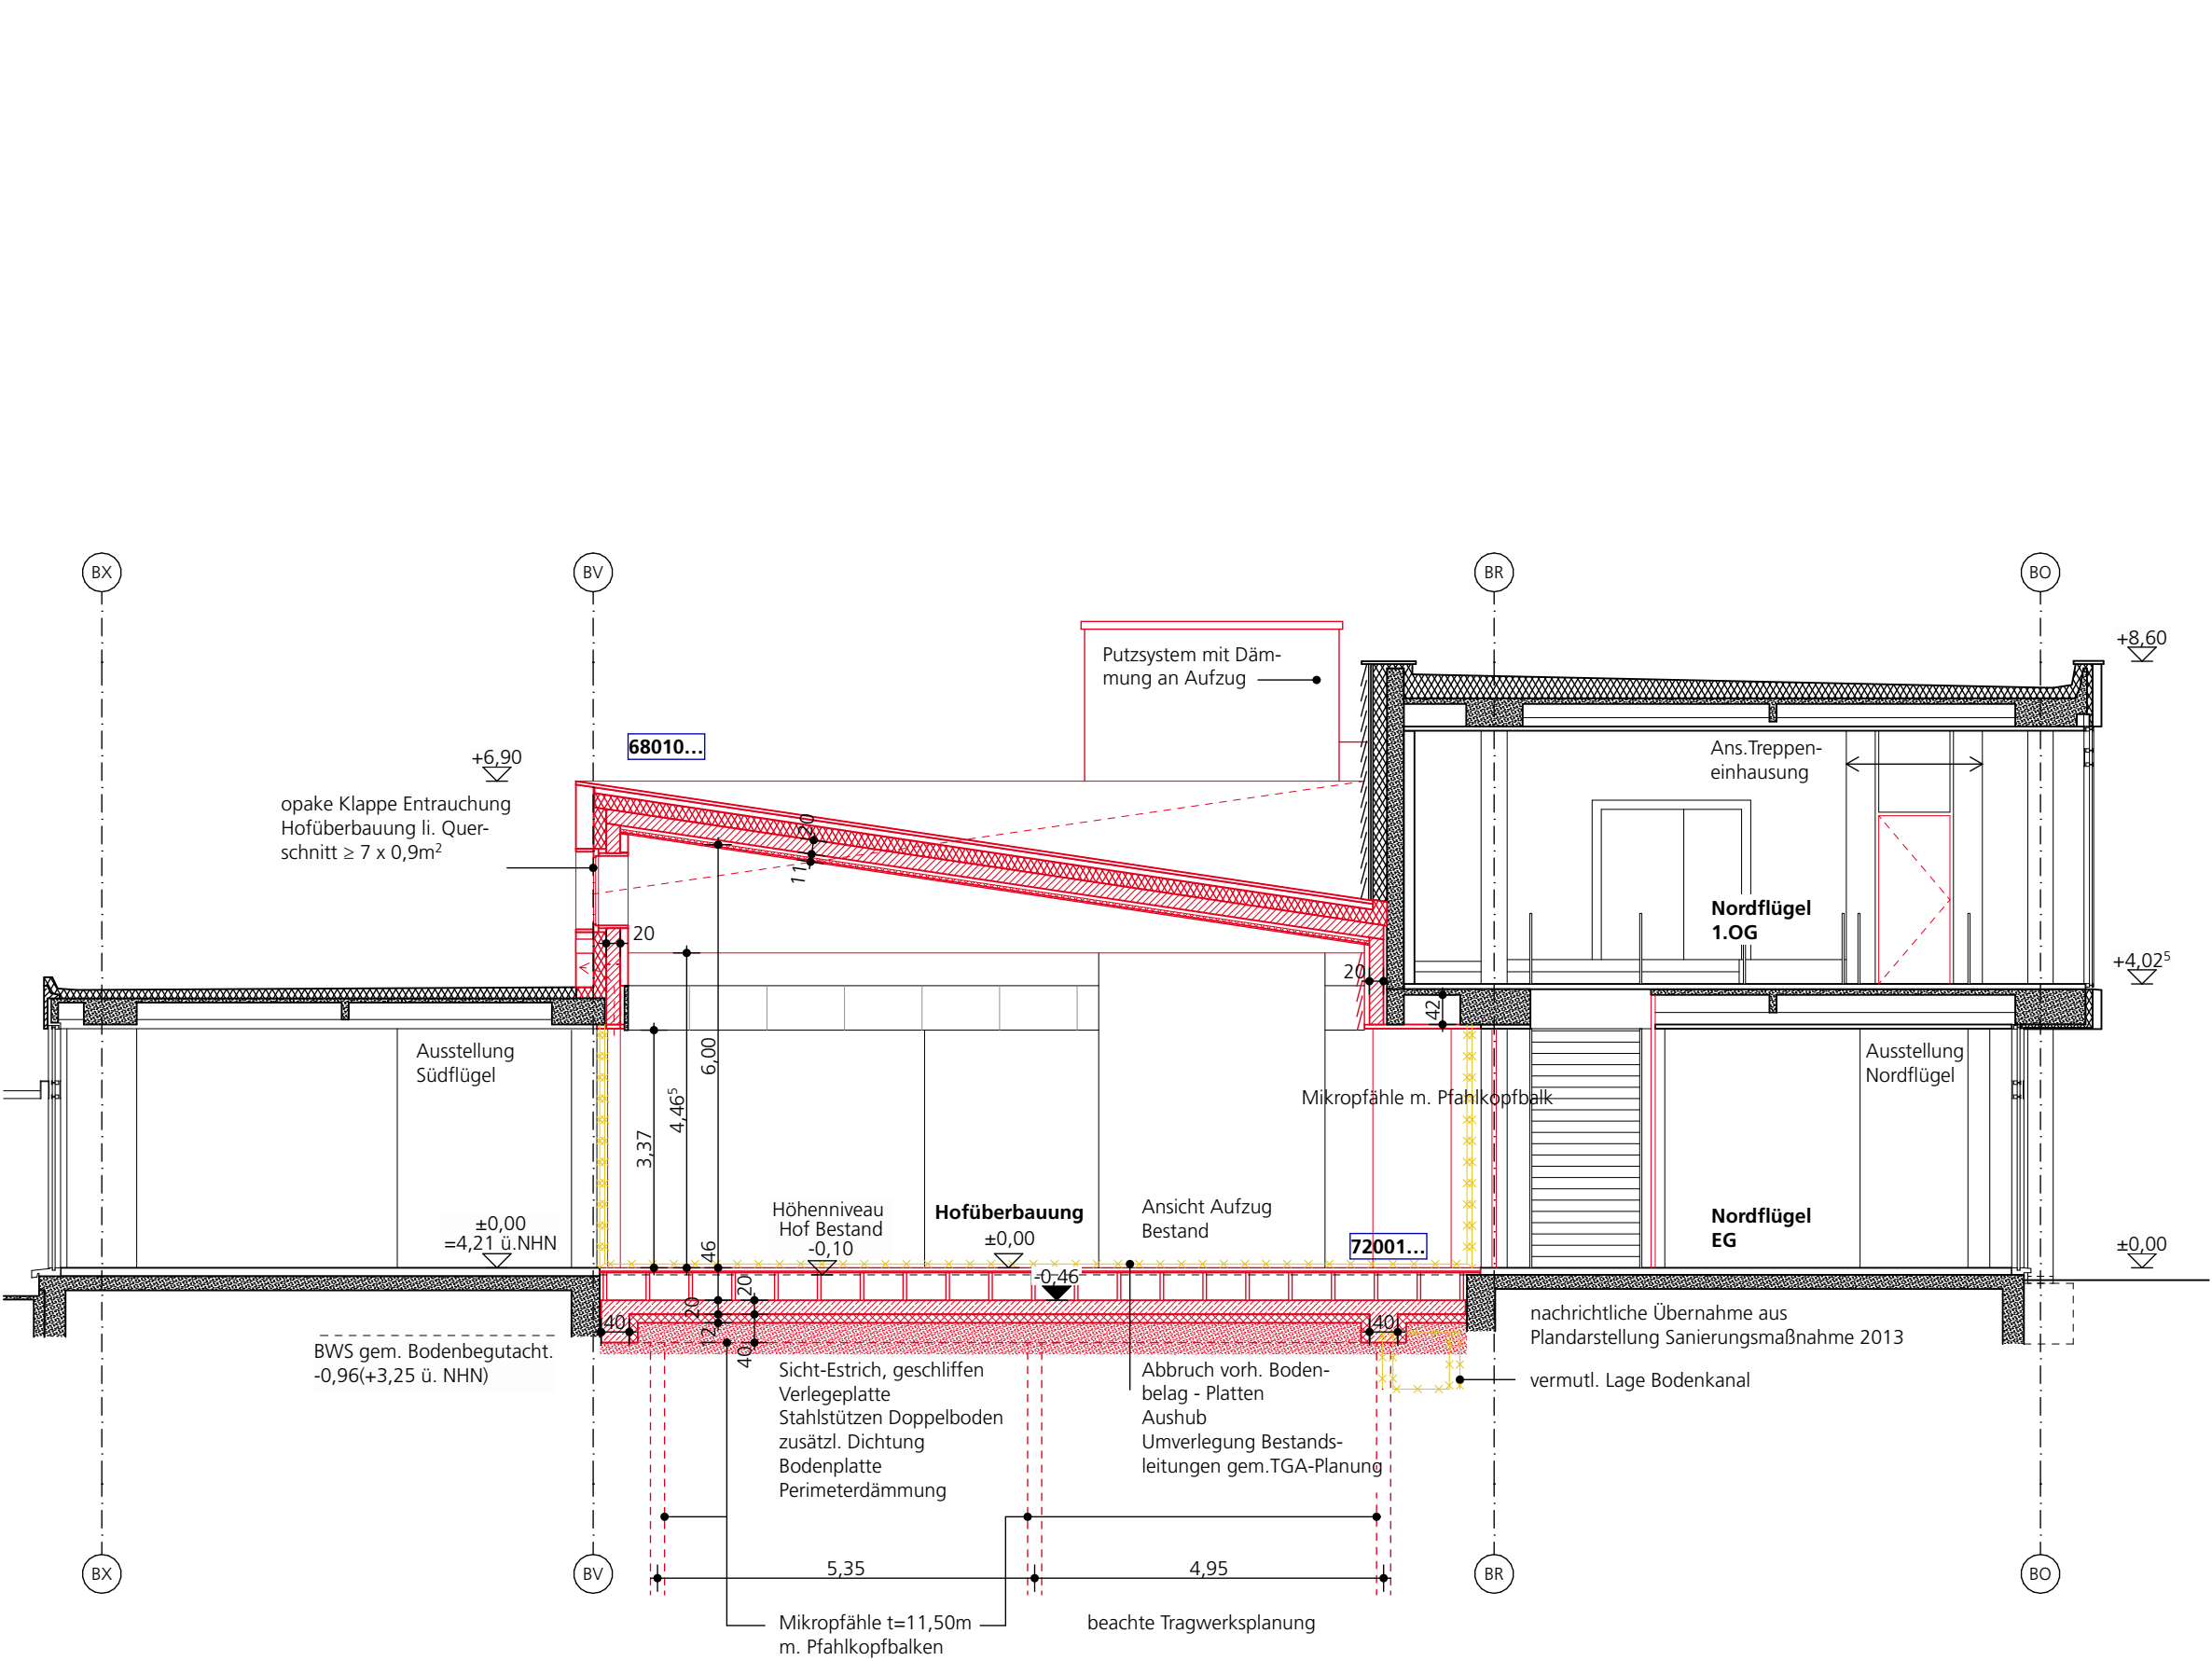 BX
BV
BR
BO
+8,60
Putzsystem mit Däm-
mung an Aufzug
68010...
+6,90
Ans.Treppen-
einhausung
opake Klappe Entrauchung
Hofüberbauung li. Quer-
schnitt ≥ 7 x 0,9m²
20
11
Nordflügel
1.OG
20
+4,02⁵
20
42
Ausstellung
Südflügel
6,00
4,46⁵
3,37
Ausstellung
Nordflügel
Mikropfähle m. Pfahlkopfbalk
Höhenniveau
Hof Bestand
-0,10
Hofüberbauung
±0,00
Ansicht Aufzug
Bestand
Nordflügel
EG
±0,00
=4,21 ü.NHN
72001...
±0,00
46
20
-0,46
20
12
40
40
40
nachrichtliche Übernahme aus
Plandarstellung Sanierungsmaßnahme 2013
BWS gem. Bodenbegutacht.
-0,96(+3,25 ü. NHN)
vermutl. Lage Bodenkanal
Sicht-Estrich, geschliffen
Verlegeplatte
Stahlstützen Doppelboden
zusätzl. Dichtung
Bodenplatte
Perimeterdämmung
Abbruch vorh. Boden-
belag - Platten
Aushub
Umverlegung Bestands-
leitungen gem.TGA-Planung
5,35
4,95
BX
BV
BR
BO
Mikropfähle t=11,50m
m. Pfahlkopfbalken
beachte Tragwerksplanung